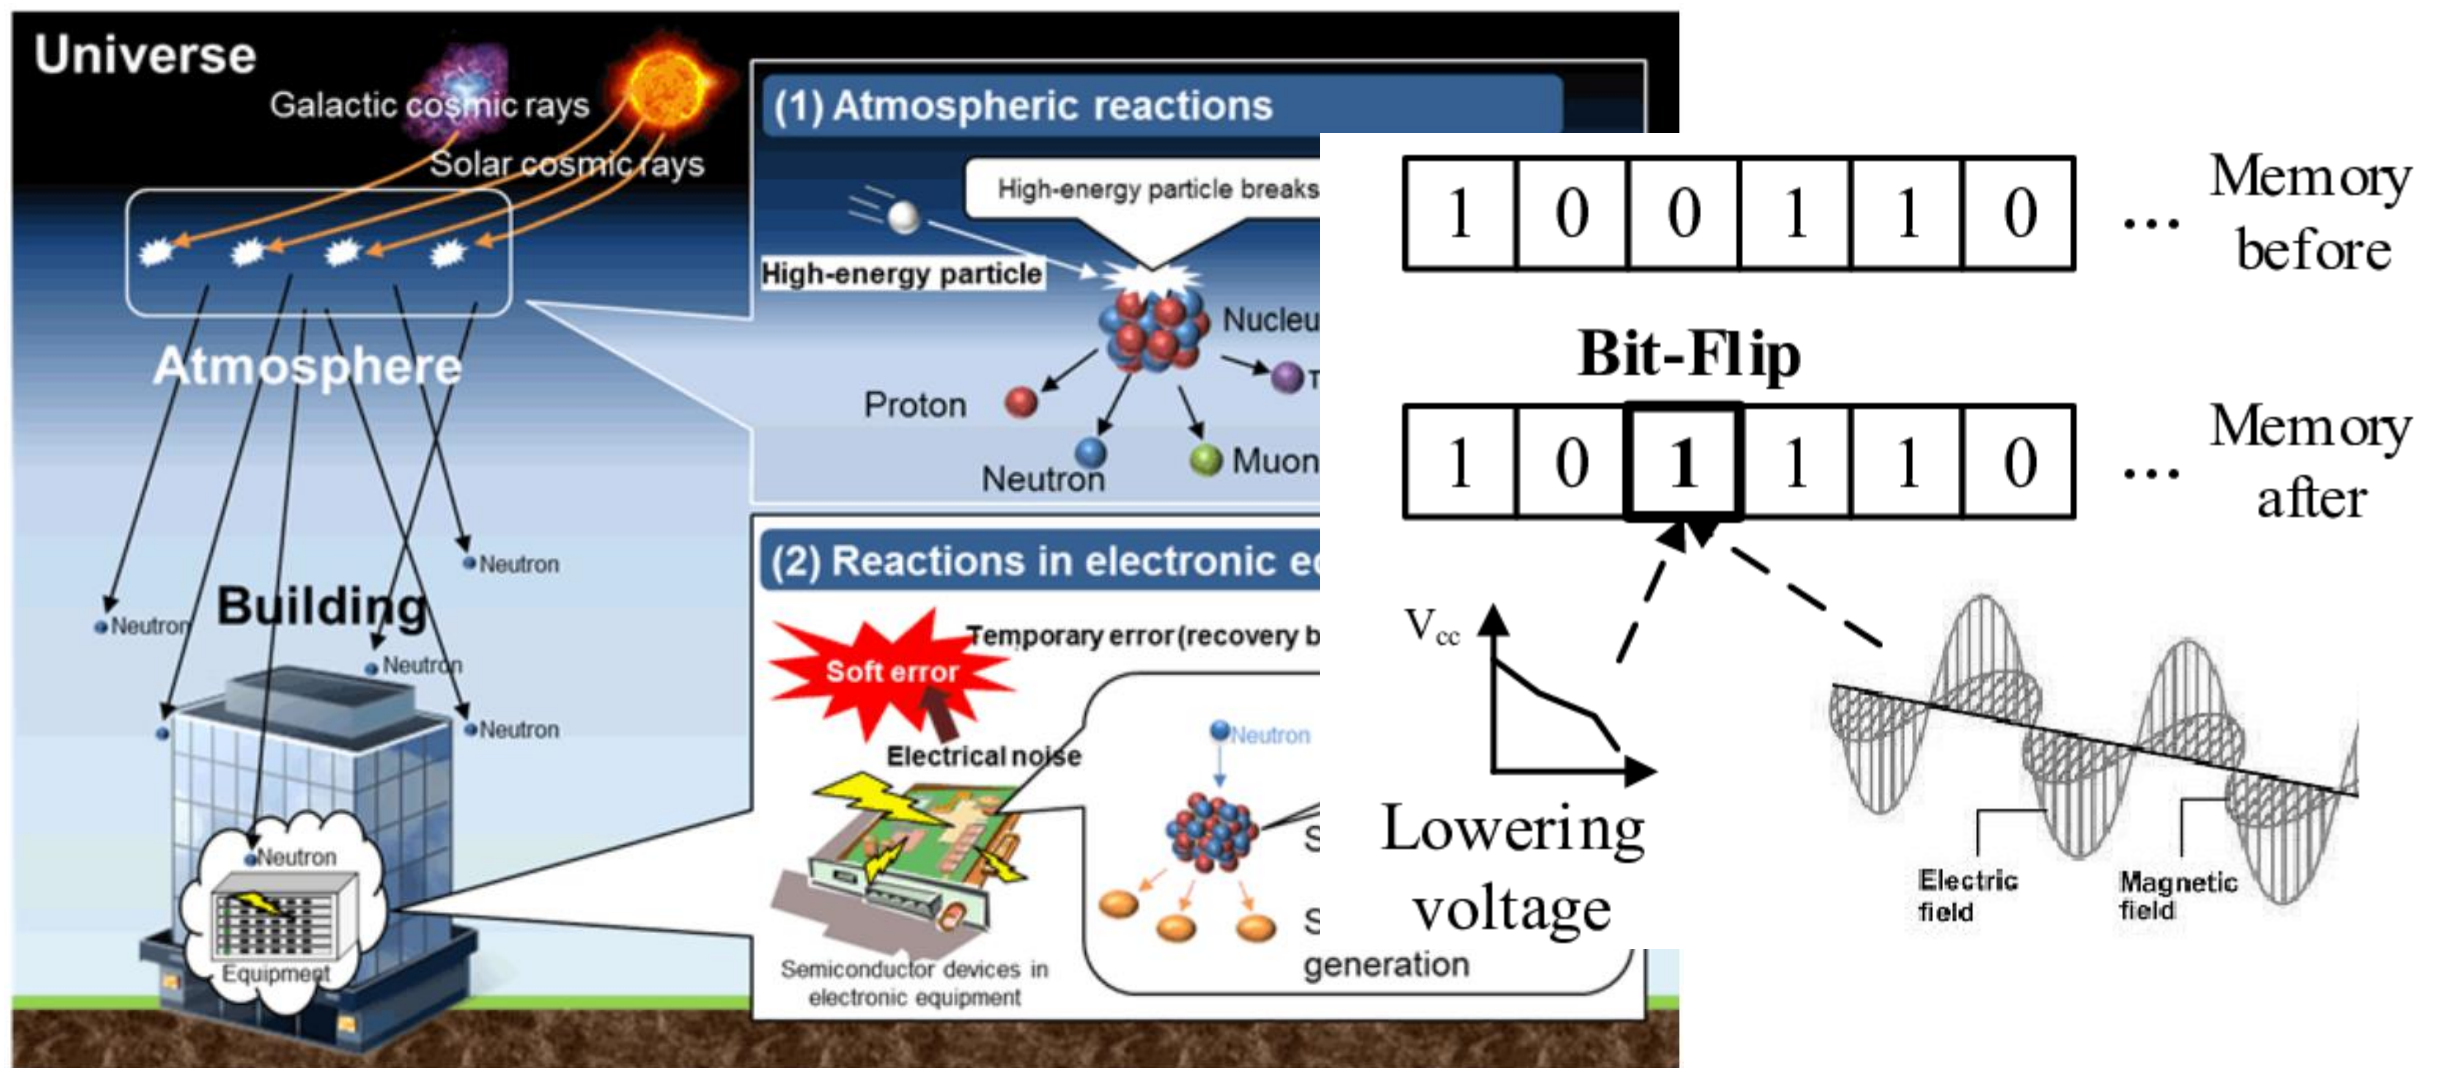 Universe
Galactic cosmic rays
Solar cosmic rays
Atmosphere
Neutron
Neutron
Building
Neutron
Neutron
Neutron
Equipment
(1) Atmospheric reactions
High-energy particle breaks
High-energy particle
Nucleu
Proton
T
Neutron
Muon
(2) Reactions in electronic e
Temporary error (recovery b
Soft error
Electrical noise
Neutron
S
S
generation
Semiconductor devices in
electronic equipment
1 0 0 1 1 0 ... Memory
before
Bit-Flip
1 0 1 1 1 0 ... Memory
after
Vcc
Lowering
voltage
Electric
field
Magnetic
field